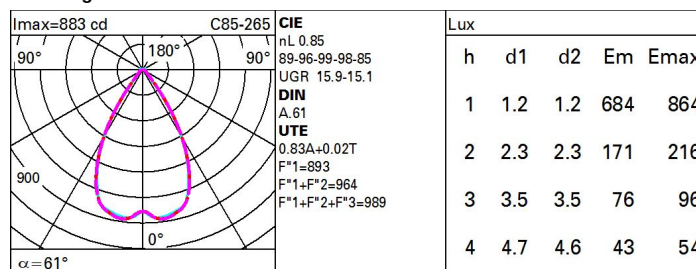 Imax=883 cd C85-265
90° 180° 90°
900
0°
α=61°
CIE
nL 0.85
89-96-99-98-85
UGR 15.9-15.1
DIN
A.61
UTE
0.83A+0.02T
F"1=893
F"1+F"2=964
F"1+F"2+F"3=989
Lux
h d1 d2 Em Emax
1 1.2 1.2 684 864
2 2.3 2.3 171 216
3 3.5 3.5 76 96
4 4.7 4.6 43 54